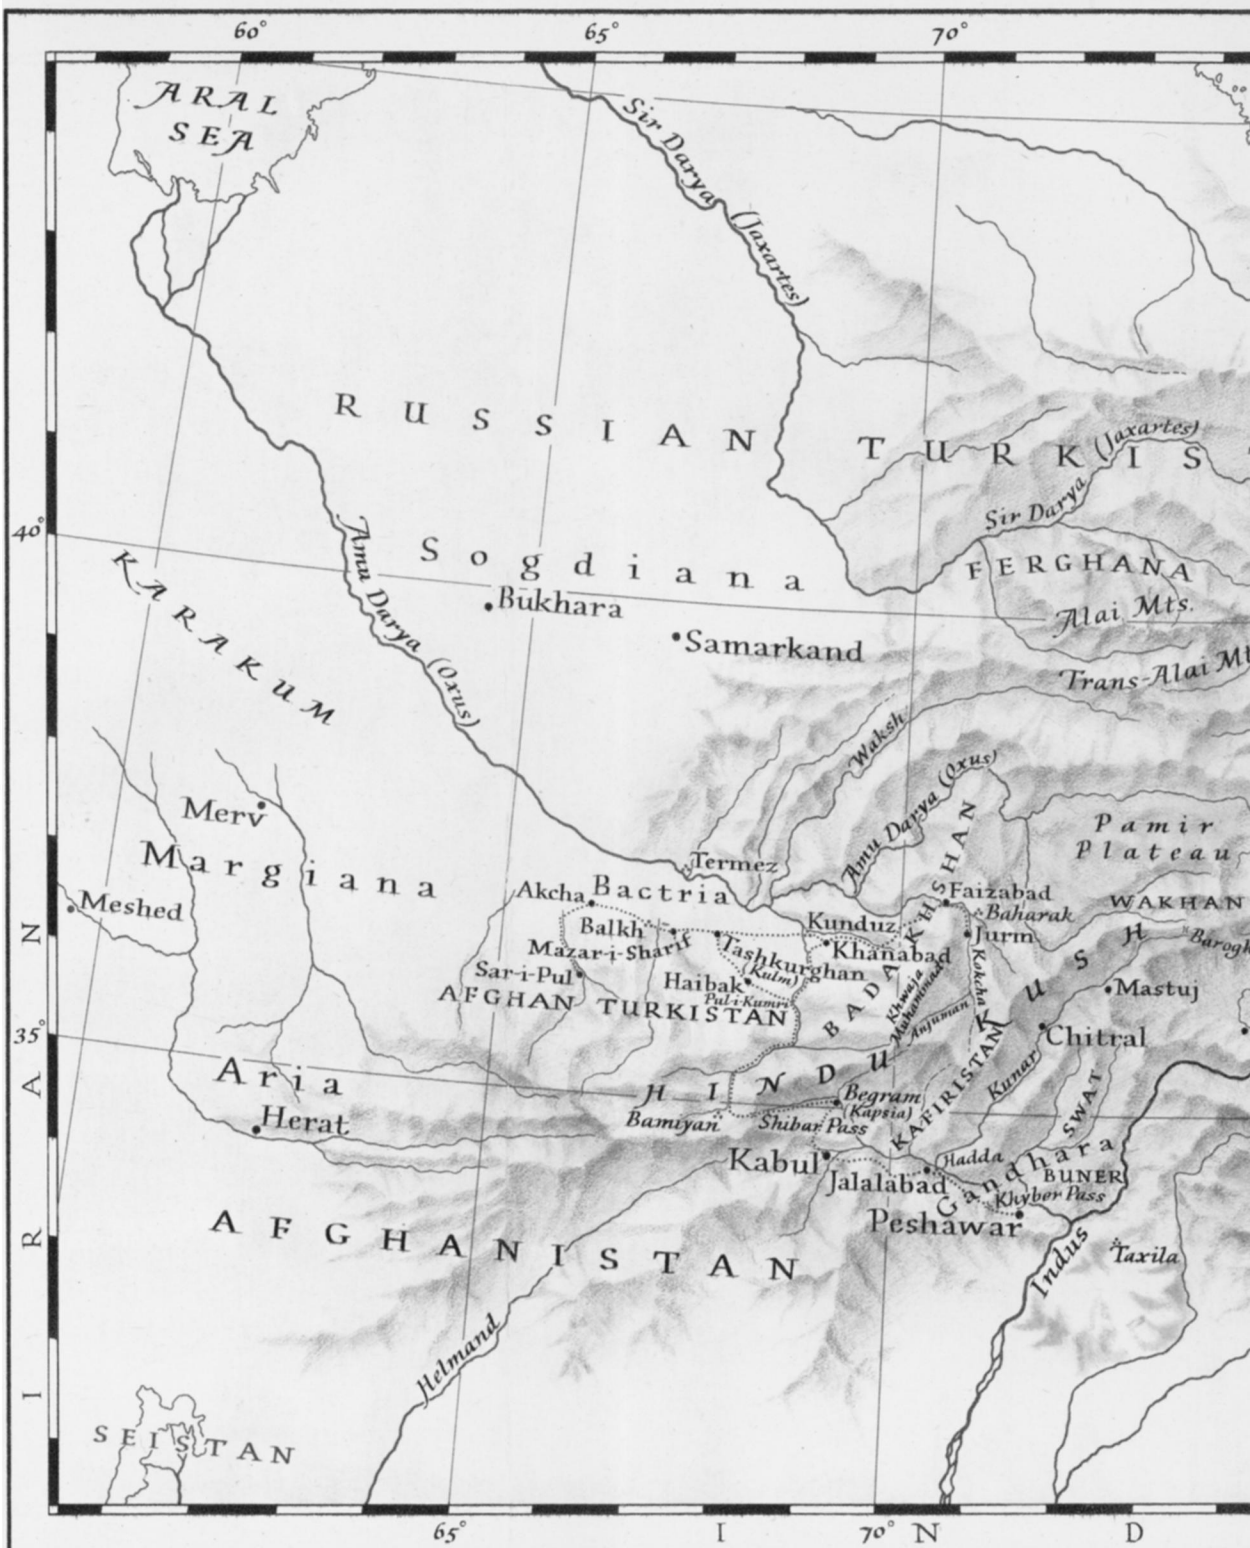 60°
65°
70°
ARAL
SEA
Sir Darya (Jaxartes)
RUSSIAN TURKIS
Sir Darya (Jaxartes)
40°
Sogdiana
FERGHANA
KARAKUM
Amu Darya (Oxus)
Bukhara
Alai Mts.
Samarkand
Trans-Alai Mt
Waksh
Amu Darya (Oxus)
Merv
Pamir
Plateau
Margiana
Termez
Meshed
Akcha
Bactria
BADAKHSHAN
Faizabad
WAKHAN
Baharak
Balkh
Kunduz
Jurm
Mazar-i-Sharif
Tashkurghan
(Kulm)
Khanabad
Barogh
Sar-i-Pul
Haibak
Pul-i-Kumri
Khwaja
Muhammad
Kokcha
Mastuj
AFGHAN TURKISTAN
Anjuman
35°
Chitral
Aria
HINDU KUSH
Begram
(Kapsia)
KAFIRISTAN
Kunar
SWAT
Herat
Bamiyan
Shibar Pass
Kabul
Hadda
Gandhara
Jalalabad
BUNER
Khyber Pass
Peshawar
AFGHANISTAN
Indus
Taxila
Helmand
SEISTAN
I R A N
65°
70°
I N D